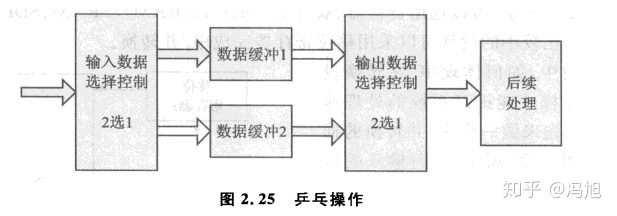 输入数据
选择控制
2选1
数据缓冲1
数据缓冲2
输出数据
选择控制
2选1
后续
处理
图 2.25 乒乓操作
知乎 @冯旭